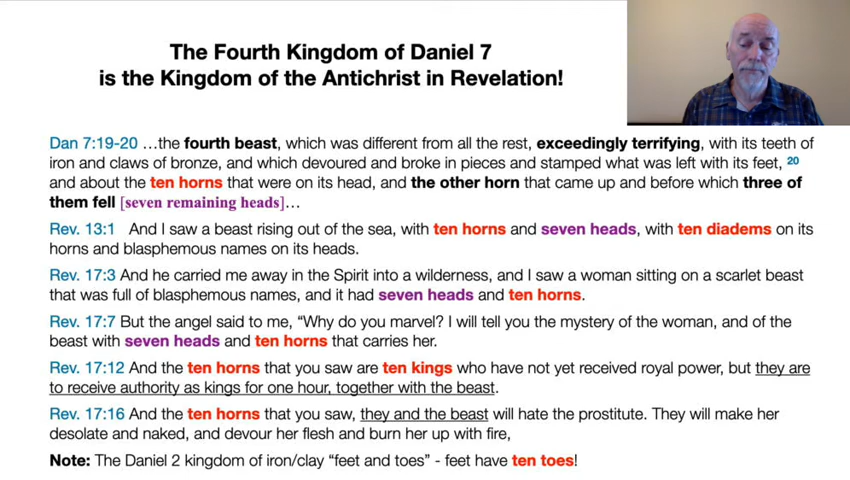 The Fourth Kingdom of Daniel 7
is the Kingdom of the Antichrist in Revelation!
Dan 7:19-20 …the fourth beast, which was different from all the rest, exceedingly terrifying, with its teeth of
iron and claws of bronze, and which devoured and broke in pieces and stamped what was left with its feet, 20
and about the ten horns that were on its head, and the other horn that came up and before which three of
them fell [seven remaining heads]…
Rev. 13:1 And I saw a beast rising out of the sea, with ten horns and seven heads, with ten diadems on its
horns and blasphemous names on its heads.
Rev. 17:3 And he carried me away in the Spirit into a wilderness, and I saw a woman sitting on a scarlet beast
that was full of blasphemous names, and it had seven heads and ten horns.
Rev. 17:7 But the angel said to me, “Why do you marvel? I will tell you the mystery of the woman, and of the
beast with seven heads and ten horns that carries her.
Rev. 17:12 And the ten horns that you saw are ten kings who have not yet received royal power, but they are
to receive authority as kings for one hour, together with the beast.
Rev. 17:16 And the ten horns that you saw, they and the beast will hate the prostitute. They will make her
desolate and naked, and devour her flesh and burn her up with fire,
Note: The Daniel 2 kingdom of iron/clay “feet and toes” - feet have ten toes!